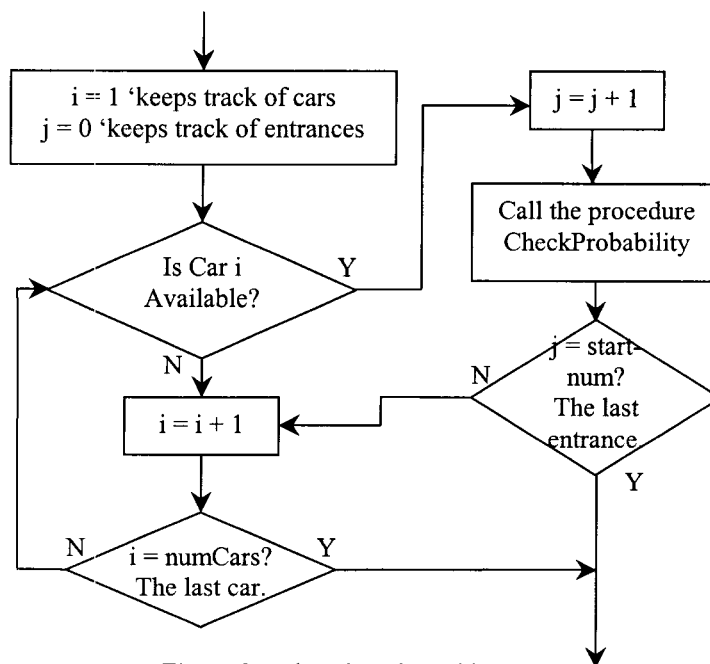 i = 1 ‘keeps track of cars
j = 0 ‘keeps track of entrances
j = j + 1
Call the procedure
CheckProbability
Is Car i
Available?
Y
N
j = start-
num?
The last
entrance.
N
Y
i = i + 1
i = numCars?
The last car.
N
Y